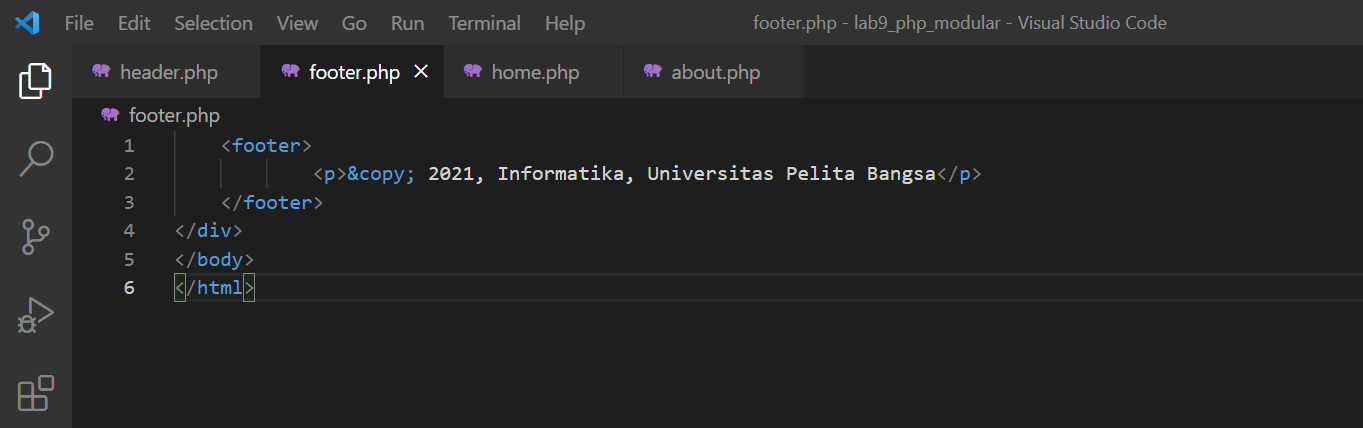 File Edit Selection View Go Run Terminal Help footer.php - lab9_php_modular - Visual Studio Code
header.php footer.php home.php about.php
footer.php
1 <footer>
2 <p>&copy; 2021, Informatika, Universitas Pelita Bangsa</p>
3 </footer>
4 </div>
5 </body>
6 </html>